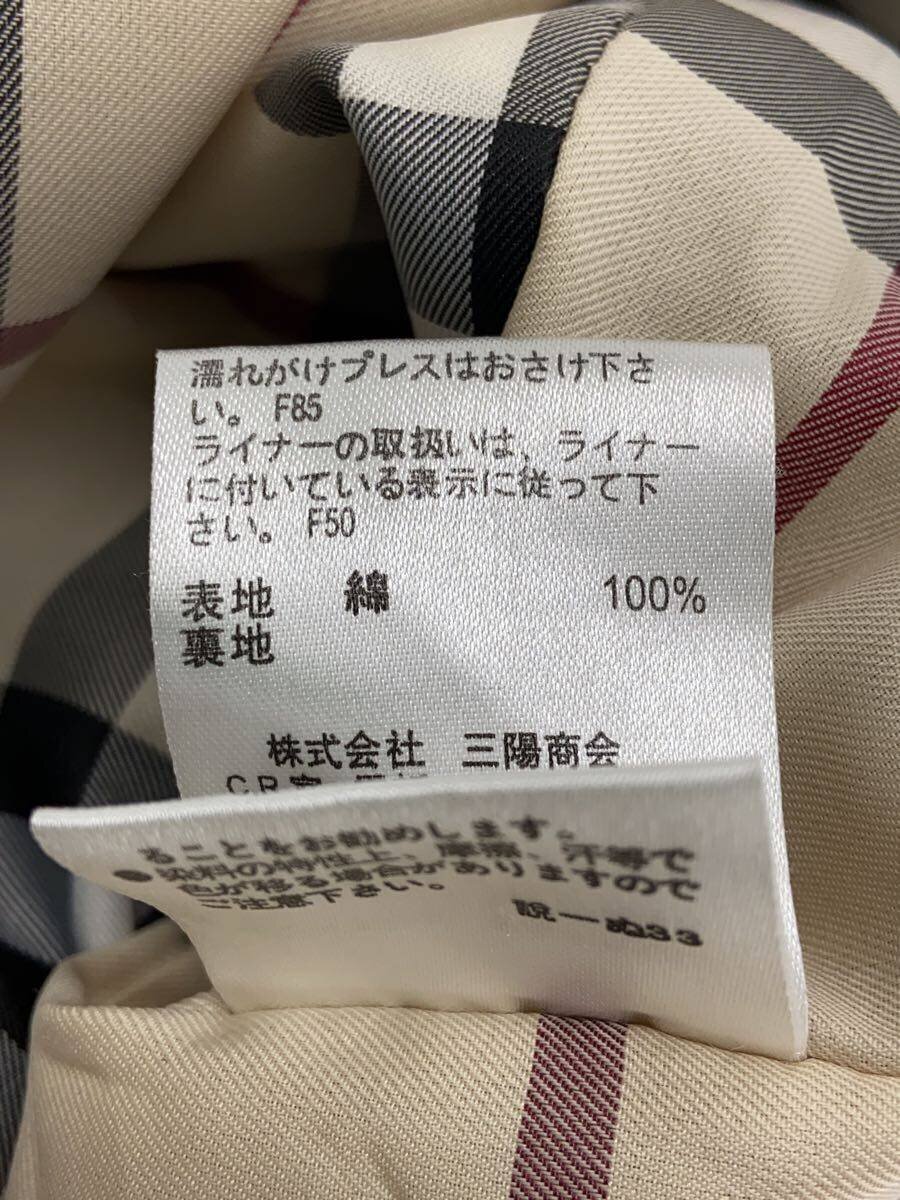 濡れがけプレスはおさけ下さ
い。 F85
ライナーの取扱いは、ライナー
に付いている表示に従って下
さい。 F50
表地 綿 100%
裏地
株式会社 三陽商会
ることをお勧めします。
●染料の特性上、摩擦、汗等で
色が移る場合がありますので
ご注意下さい。
説－ぬ33